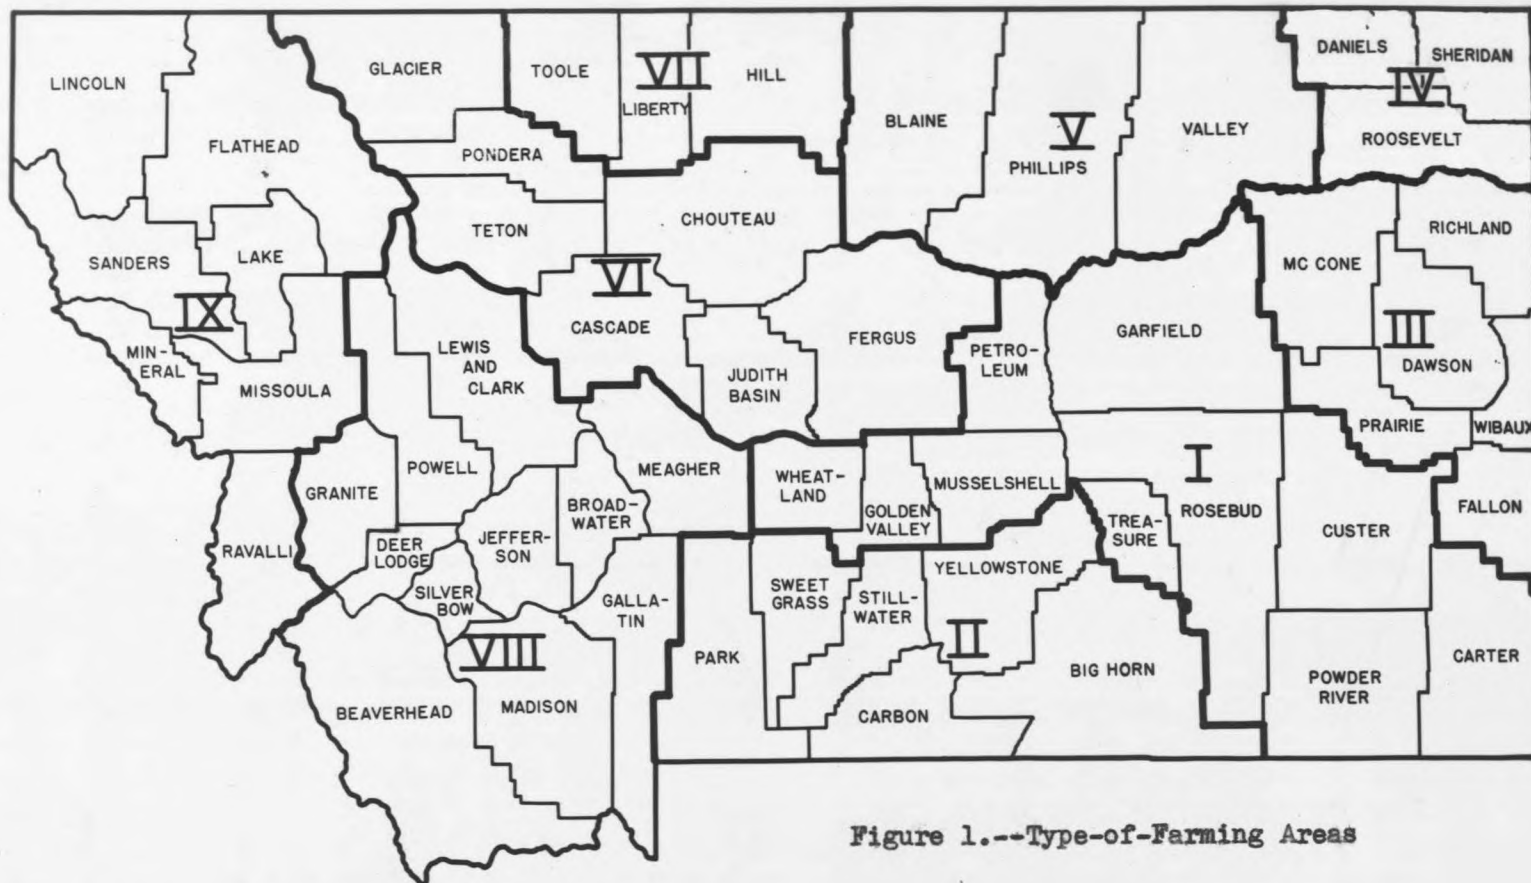 LINCOLN
FLATHEAD
GLACIER
TOOLE
LIBERTY
VII
HILL
BLAINE
PHILLIPS
V
VALLEY
DANIELS
SHERIDAN
IV
ROOSEVELT
PONDERA
TETON
CHOUTEAU
SANDERS
LAKE
IX
MIN-
ERAL
MISSOULA
LEWIS
AND
CLARK
VI
CASCADE
JUDITH
BASIN
FERGUS
PETRO-
LEUM
GARFIELD
MC CONE
RICHLAND
III
DAWSON
PRAIRIE
WIBAUX
RAVALLI
GRANITE
POWELL
DEER
LODGE
SILVER
BOW
JEFFER-
SON
BROAD-
WATER
MEAGHER
WHEAT-
LAND
GOLDEN
VALLEY
MUSSELSHELL
TREA-
SURE
I
ROSEBUD
CUSTER
FALLON
VIII
BEAVERHEAD
MADISON
GALLA-
TIN
PARK
SWEET
GRASS
STILL-
WATER
YELLOWSTONE
II
CARBON
BIG HORN
POWDER
RIVER
CARTER
Figure 1.--Type-of-Farming Areas